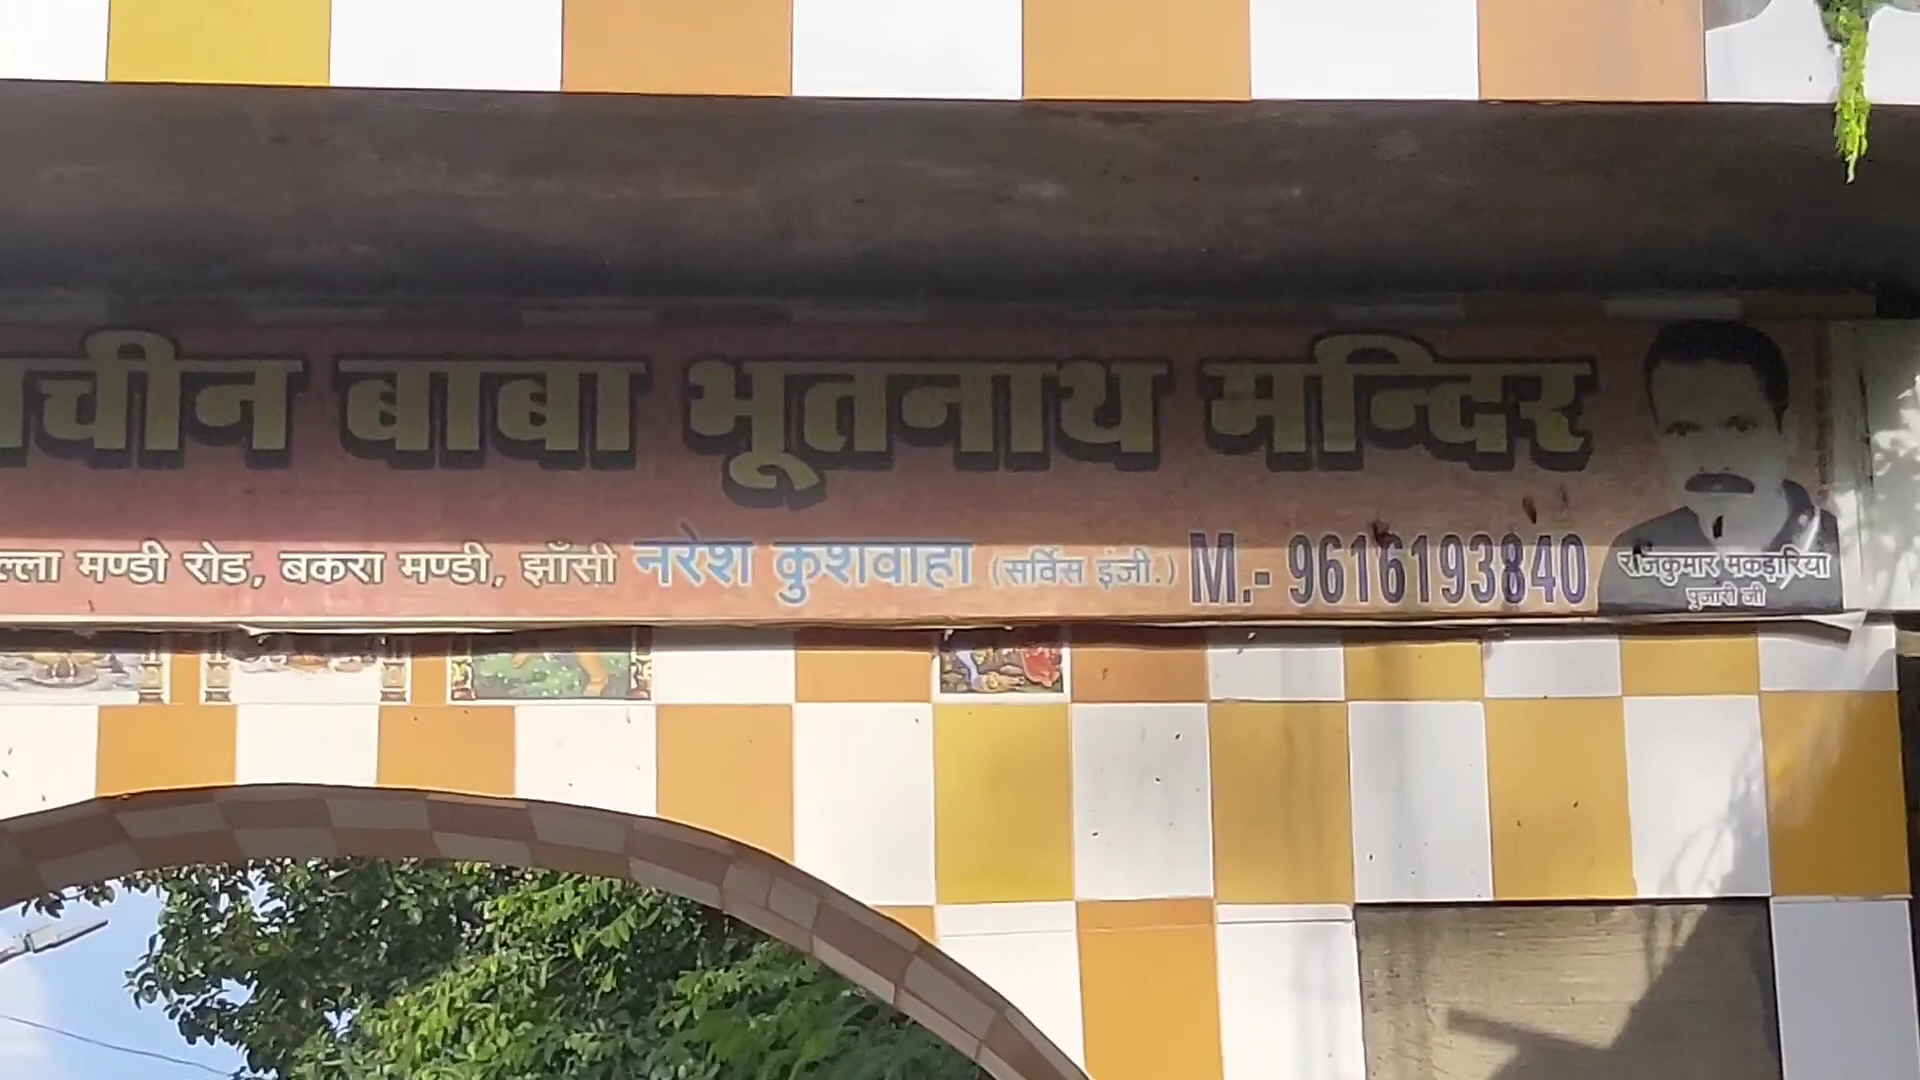 ाचीन बाबा भूतनाथ मन्दिर
ल्ला मण्डी रोड, बकरा मण्डी, झाँसी नरेश कुशवाहा (सर्विस इंजी.) M.- 9616193840
राजकुमार मकड़ारिया
पुजारी जी